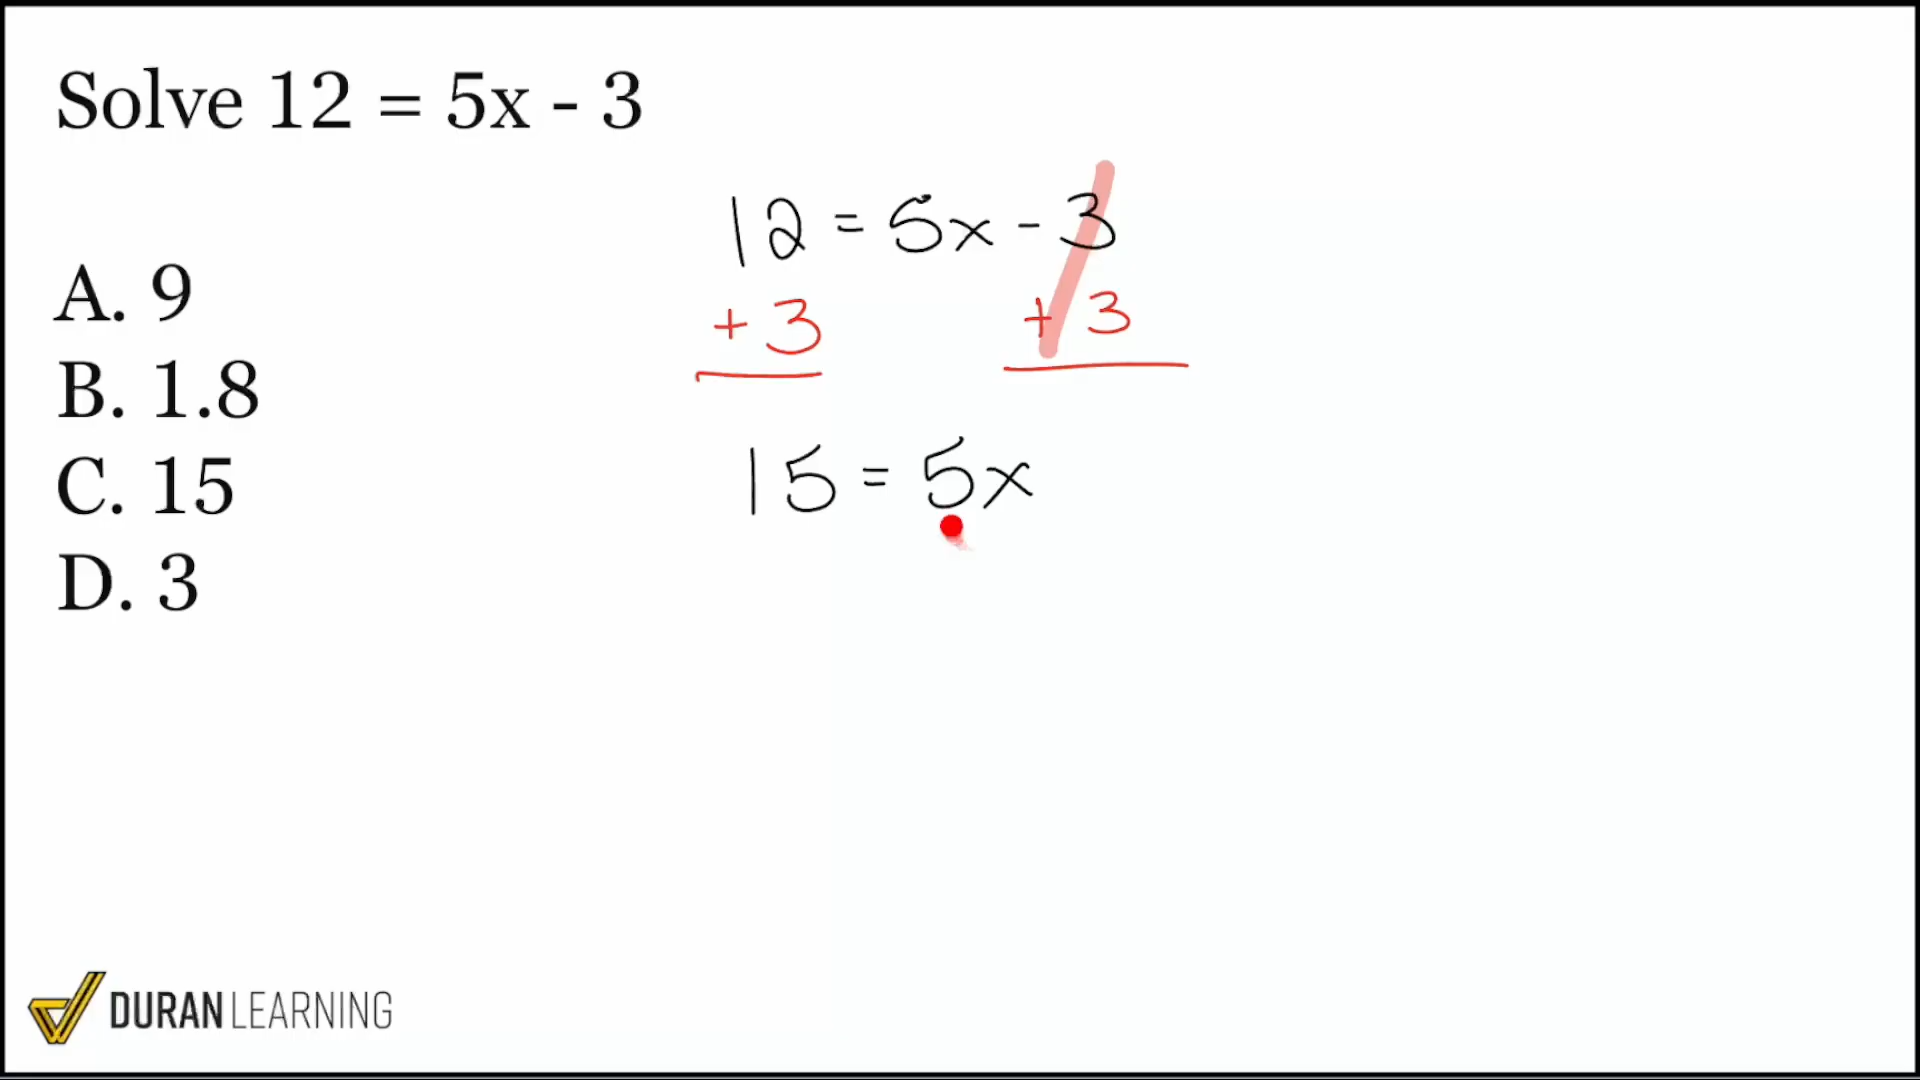 Solve 12 = 5x - 3
12 = 5x - 3
+ 3 + 3
15 = 5x
A. 9
B. 1.8
C. 15
D. 3
DURAN LEARNING